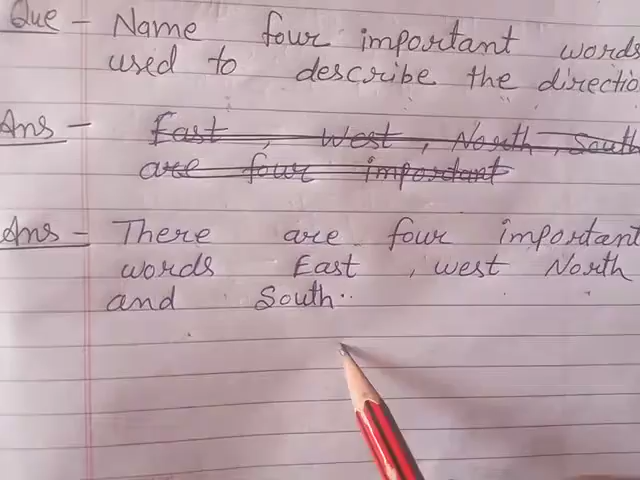 Que - Name four important words
used to describe the directio
Ans - East, West, North, South
are four important
Ans - There are four important
words East, west North
and South..